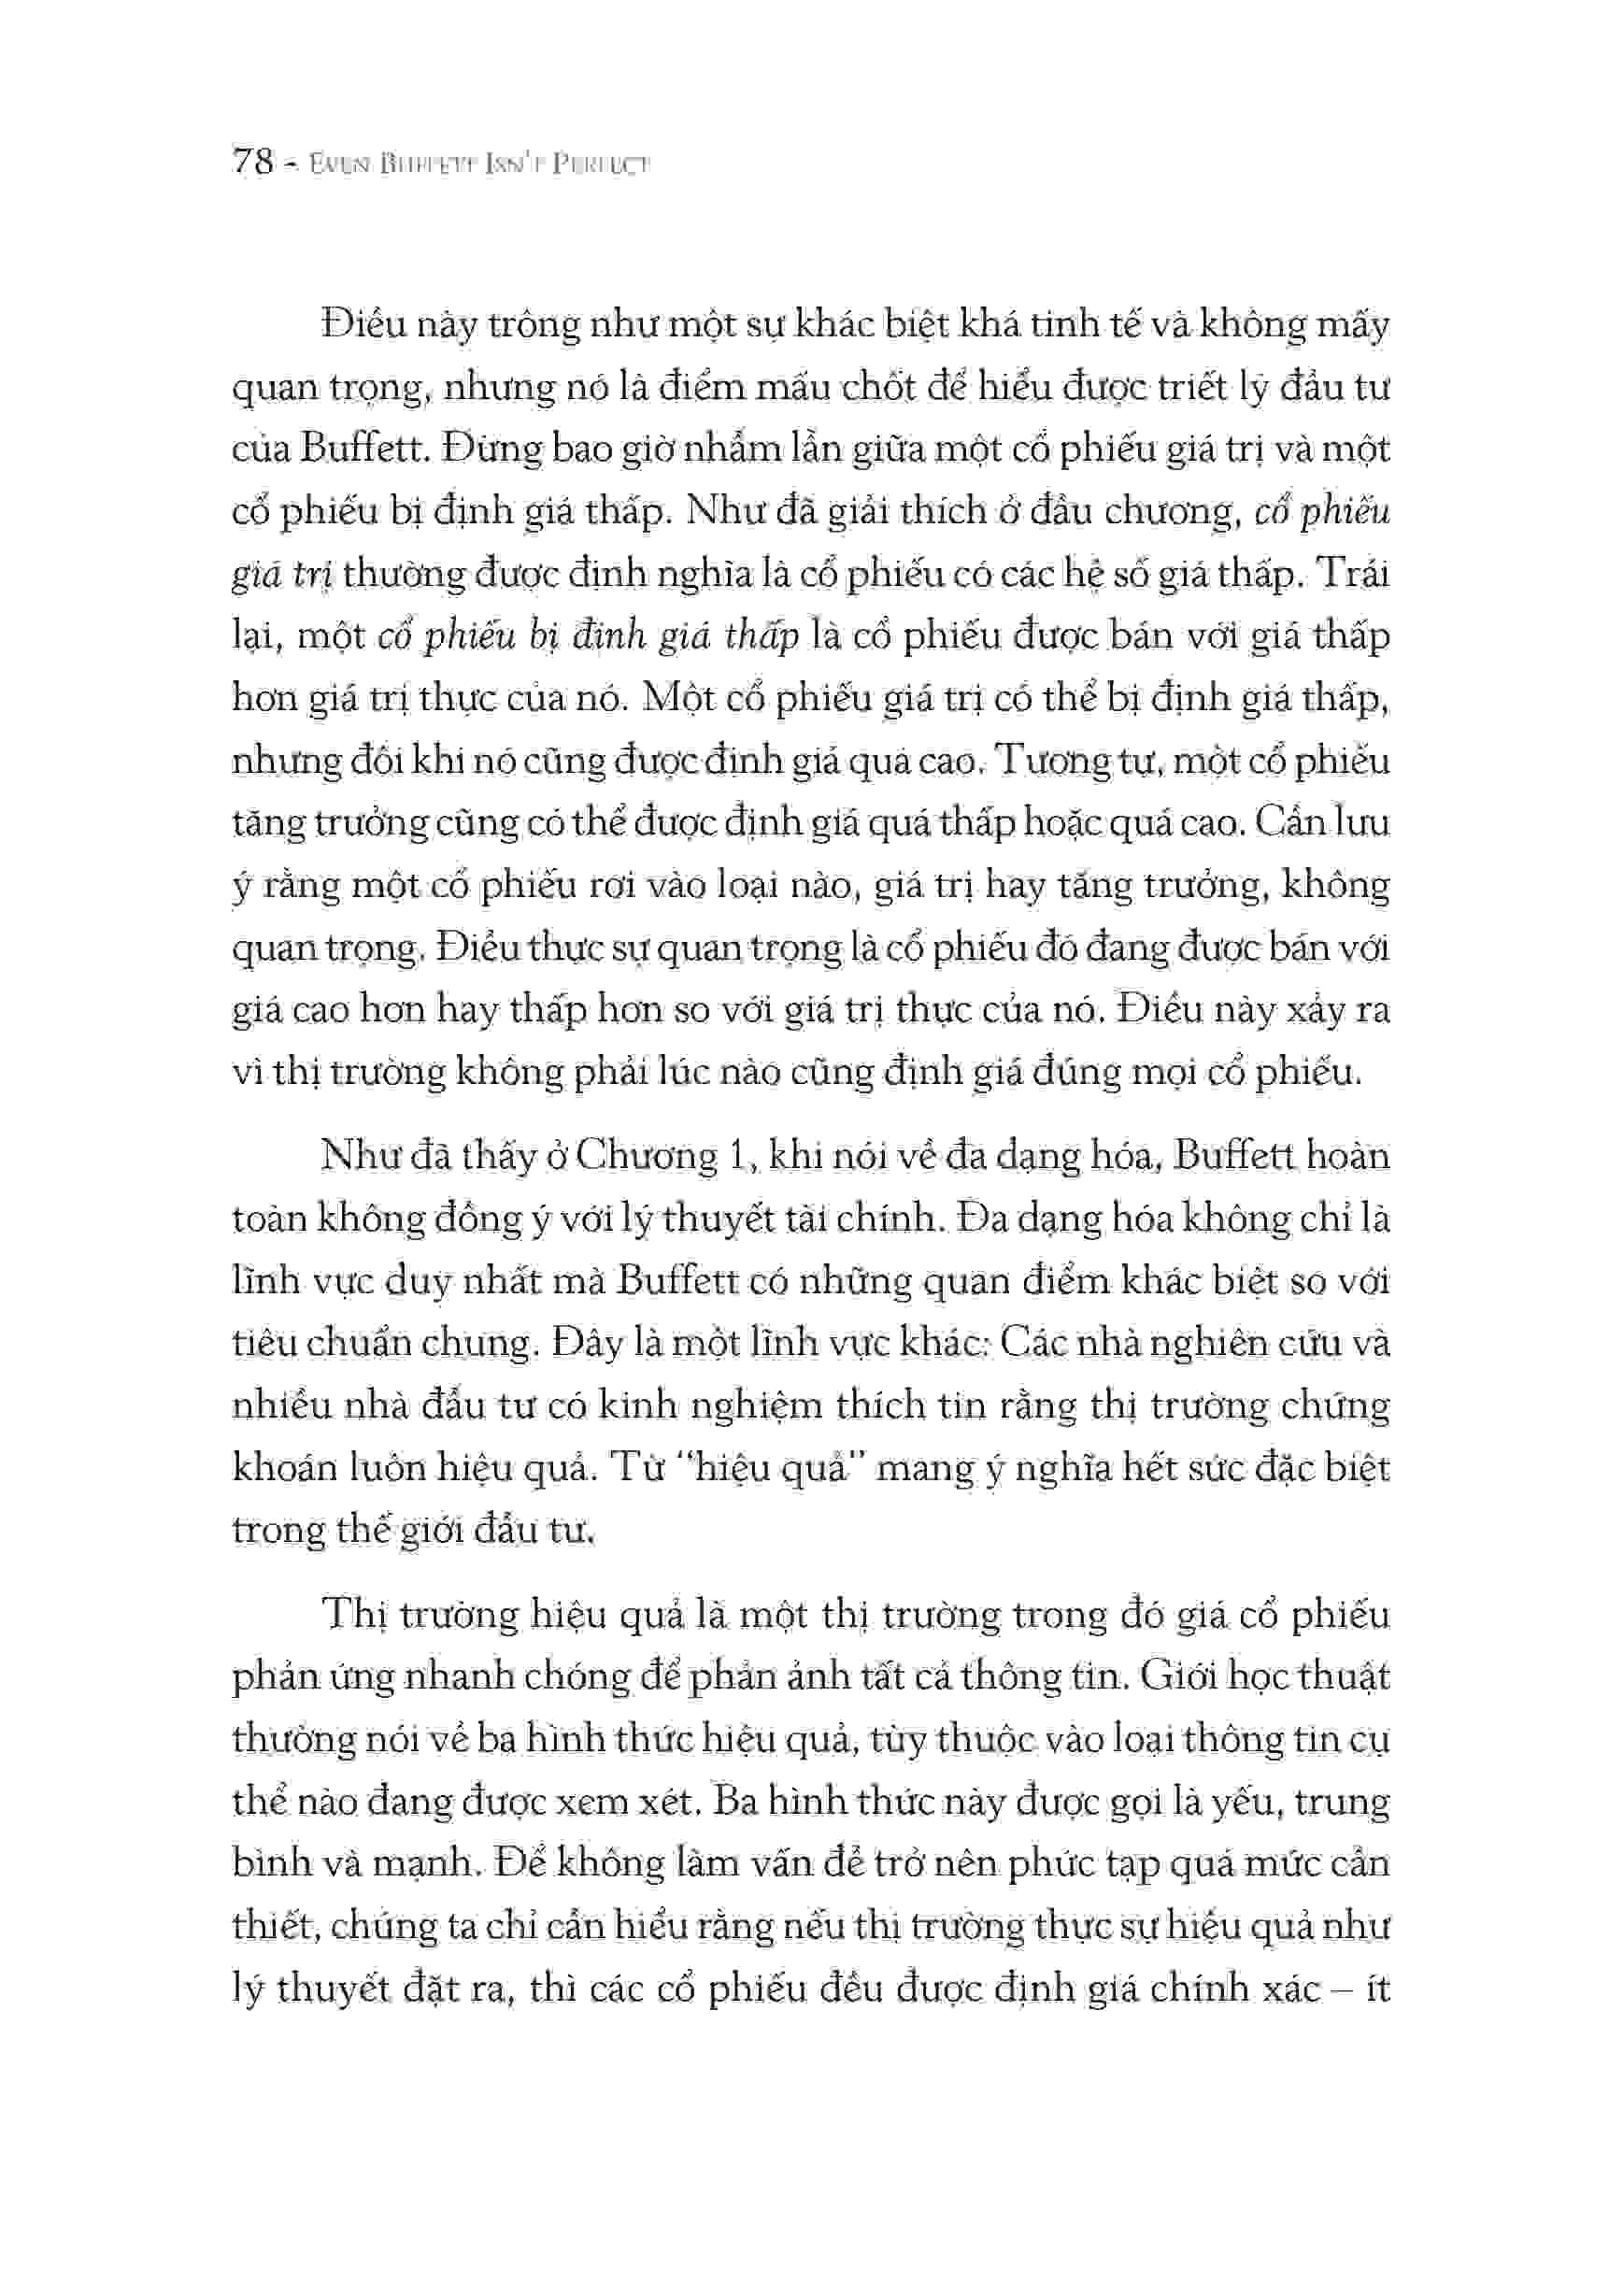 78 - Even Buffett Isn't Perfect
Điều này trông như một sự khác biệt khá tinh tế và không mấy
quan trọng, nhưng nó là điểm mấu chốt để hiểu được triết lý đầu tư
của Buffett. Đừng bao giờ nhầm lẫn giữa một cổ phiếu giá trị và một
cổ phiếu bị định giá thấp. Như đã giải thích ở đầu chương, cổ phiếu
giá trị thường được định nghĩa là cổ phiếu có các hệ số giá thấp. Trái
lại, một cổ phiếu bị định giá thấp là cổ phiếu được bán với giá thấp
hơn giá trị thực của nó. Một cổ phiếu giá trị có thể bị định giá thấp,
nhưng đôi khi nó cũng được định giá quá cao. Tương tự, một cổ phiếu
tăng trưởng cũng có thể được định giá quá thấp hoặc quá cao. Cần lưu
ý rằng một cổ phiếu rơi vào loại nào, giá trị hay tăng trưởng, không
quan trọng. Điều thực sự quan trọng là cổ phiếu đó đang được bán với
giá cao hơn hay thấp hơn so với giá trị thực của nó. Điều này xảy ra
vì thị trường không phải lúc nào cũng định giá đúng mọi cổ phiếu.
Như đã thấy ở Chương 1, khi nói về đa dạng hóa, Buffett hoàn
toàn không đồng ý với lý thuyết tài chính. Đa dạng hóa không chỉ là
lĩnh vực duy nhất mà Buffett có những quan điểm khác biệt so với
tiêu chuẩn chung. Đây là một lĩnh vực khác: Các nhà nghiên cứu và
nhiều nhà đầu tư có kinh nghiệm thích tin rằng thị trường chứng
khoán luôn hiệu quả. Từ “hiệu quả” mang ý nghĩa hết sức đặc biệt
trong thế giới đầu tư.
Thị trường hiệu quả là một thị trường trong đó giá cổ phiếu
phản ứng nhanh chóng để phản ánh tất cả thông tin. Giới học thuật
thường nói về ba hình thức hiệu quả, tùy thuộc vào loại thông tin cụ
thể nào đang được xem xét. Ba hình thức này được gọi là yếu, trung
bình và mạnh. Để không làm vấn đề trở nên phức tạp quá mức cần
thiết, chúng ta chỉ cần hiểu rằng nếu thị trường thực sự hiệu quả như
lý thuyết đặt ra, thì các cổ phiếu đều được định giá chính xác – ít